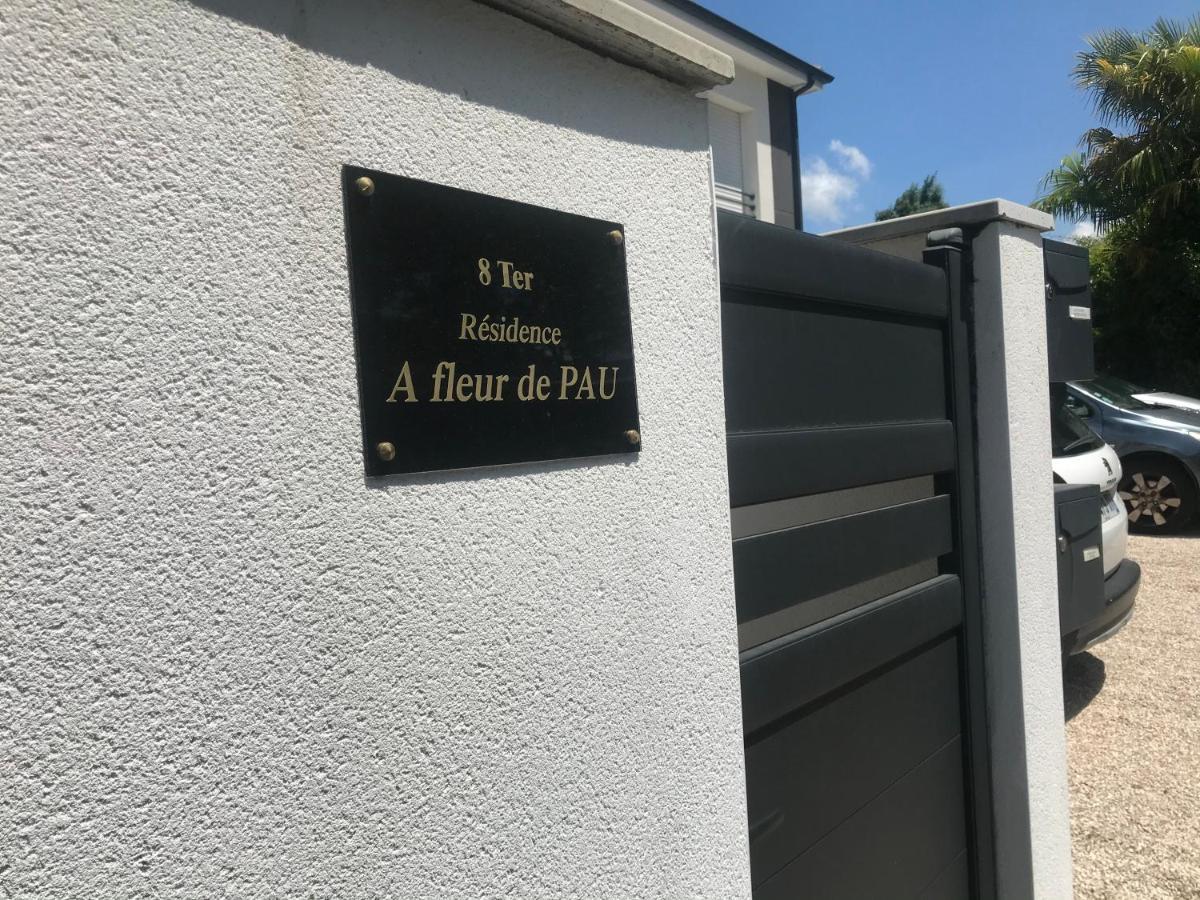 8 Ter
Résidence
A fleur de PAU